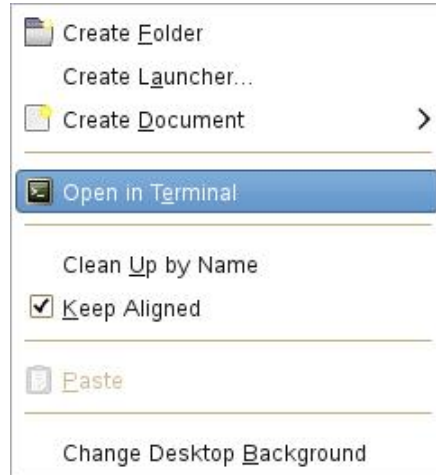 Create Folder
Create Launcher...
Create Document
Open in Terminal
Clean Up by Name
Keep Aligned
Paste
Change Desktop Background